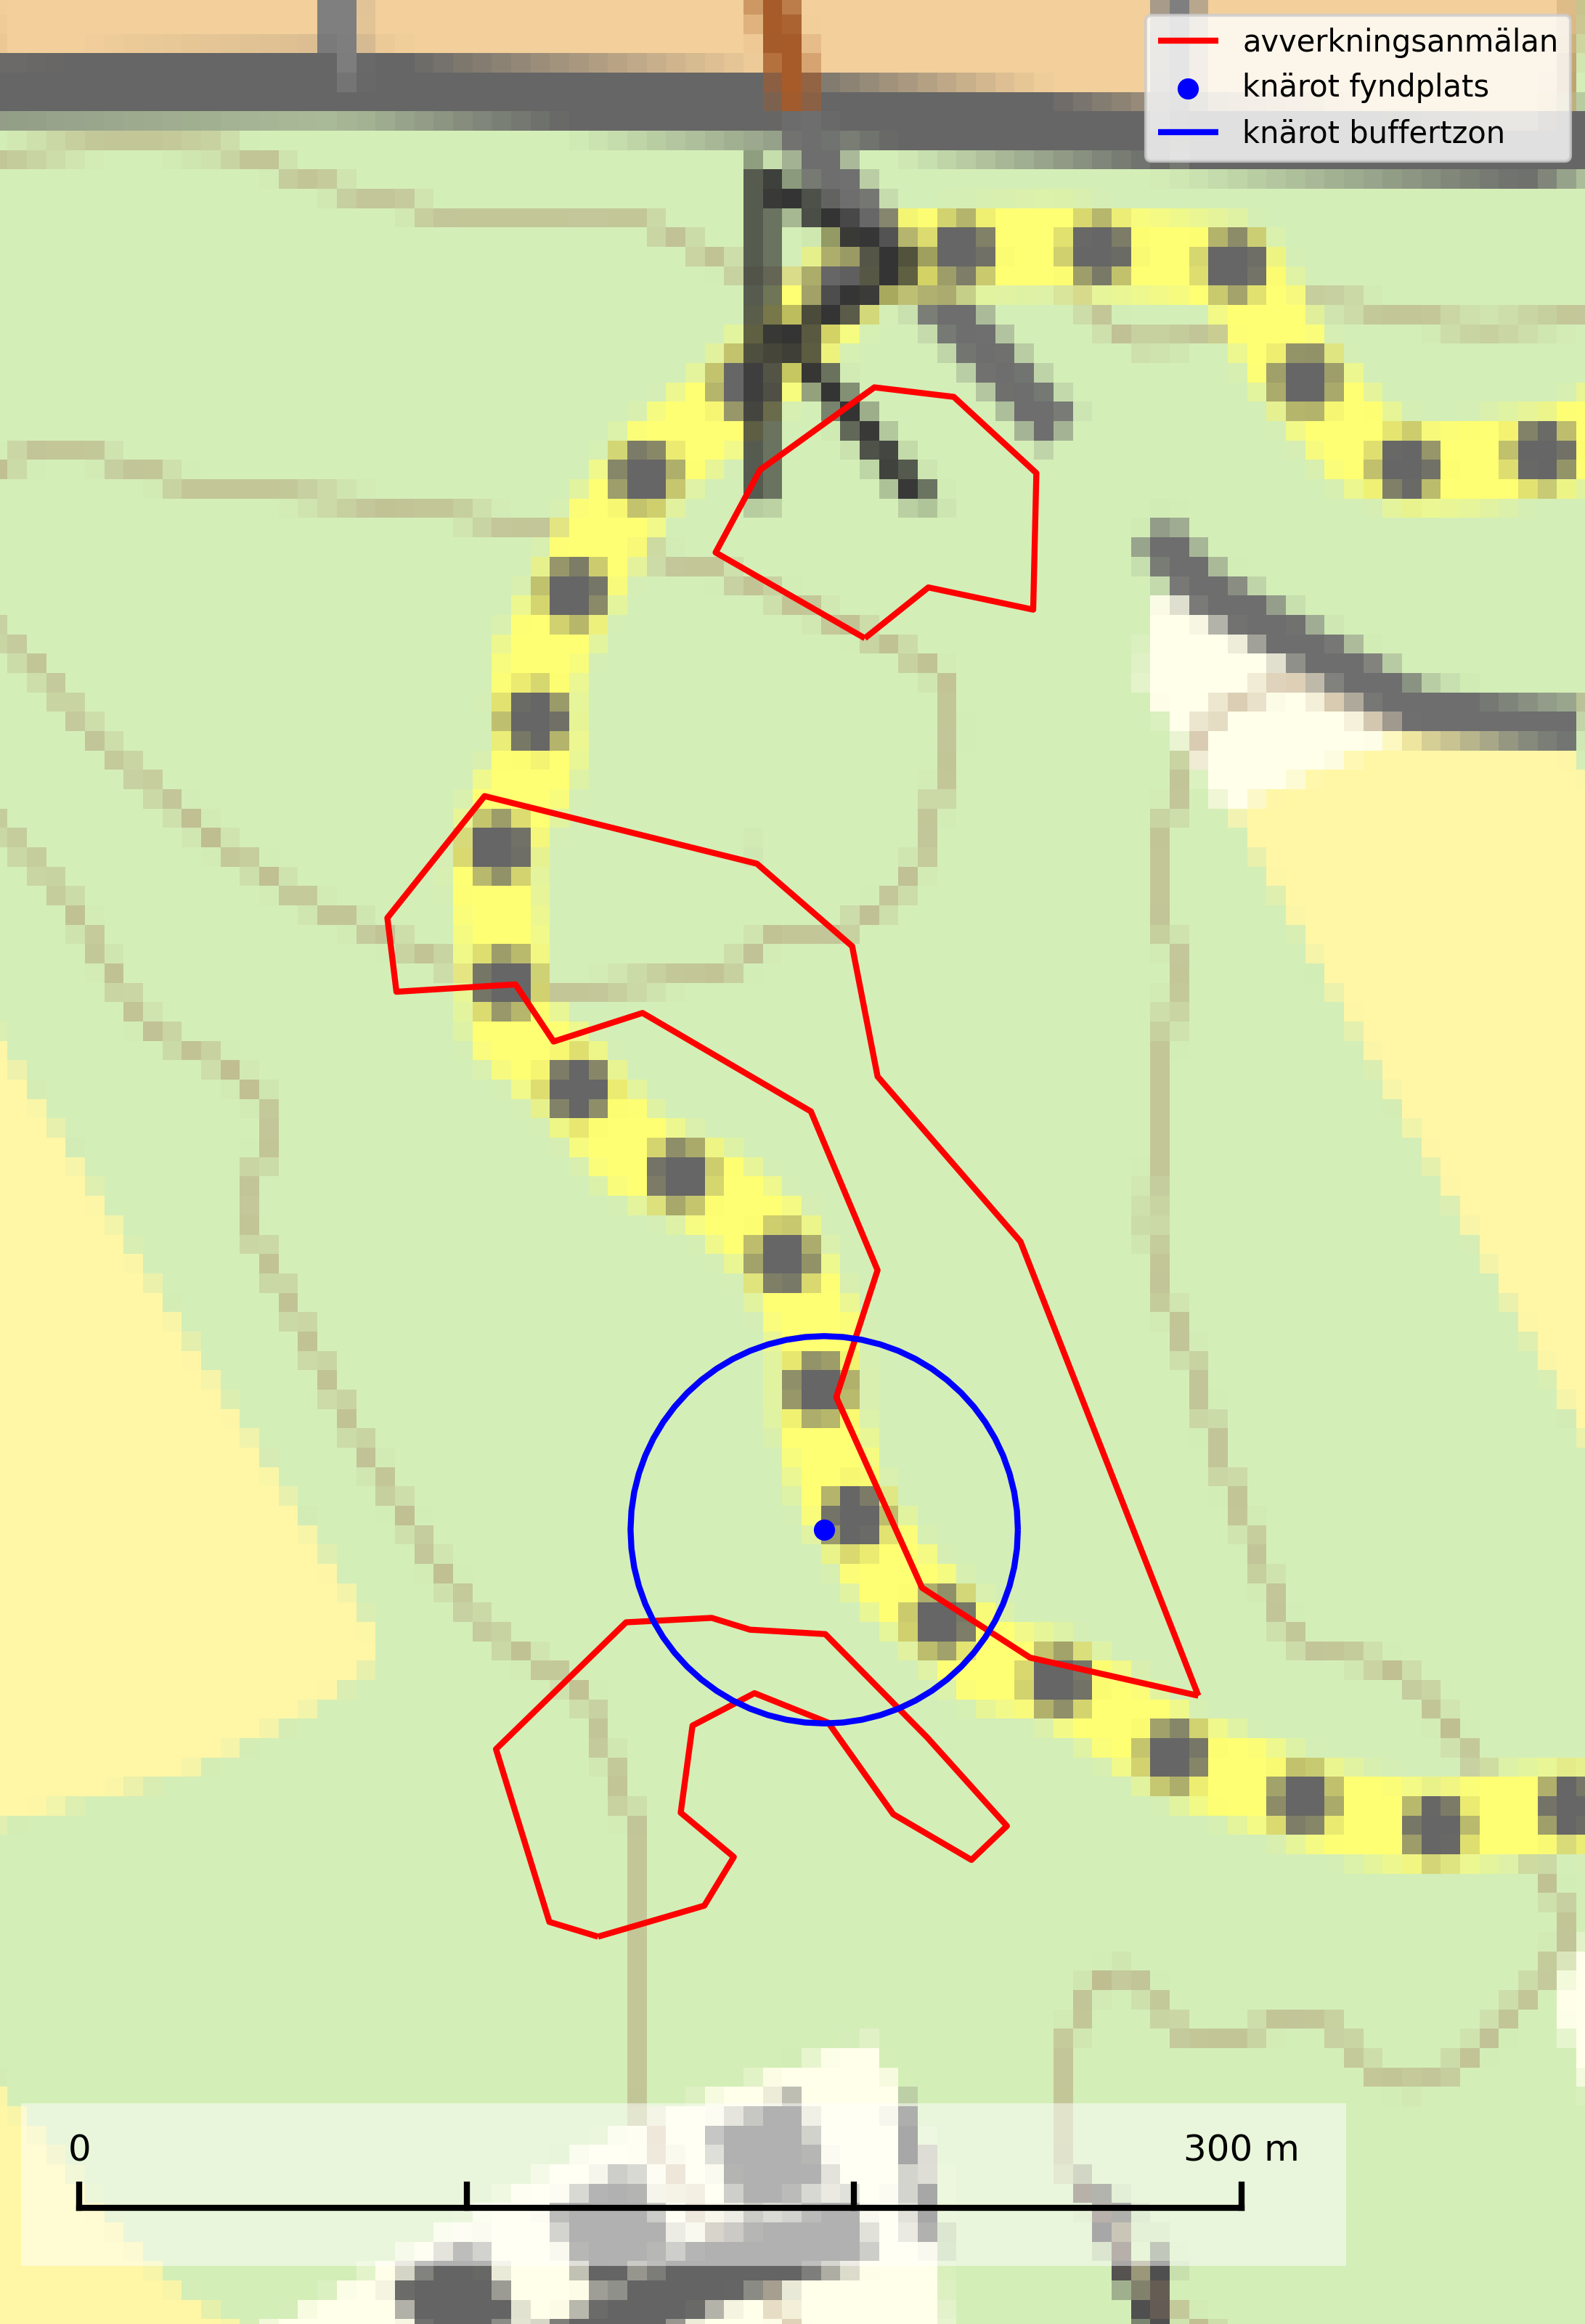 avverkningsanmälan
knärot fyndplats
knärot buffertzon
0
300 m